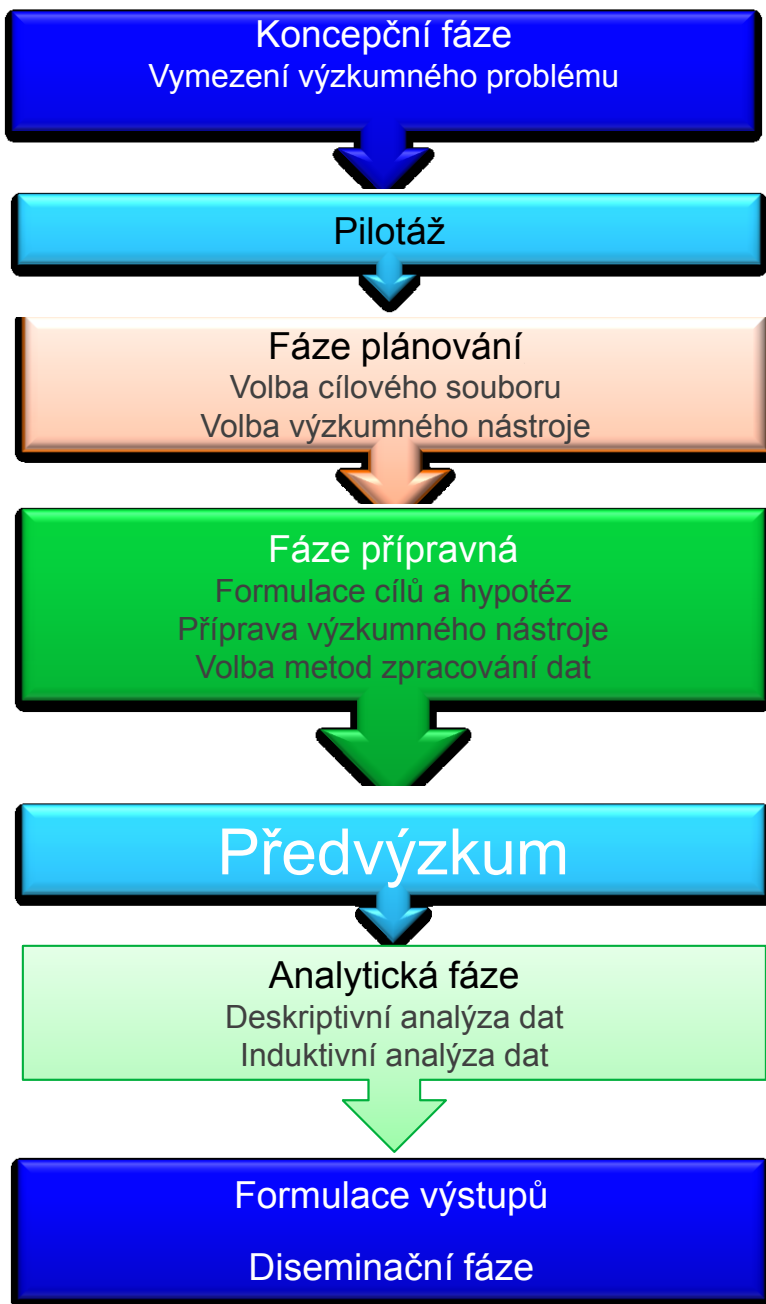 Koncepční fáze
Vymezení výzkumného problému
Pilotáž
Fáze plánování
Volba cílového souboru
Volba výzkumného nástroje
Fáze přípravná
Formulace cílů a hypotéz
Příprava výzkumného nástroje
Volba metod zpracování dat
Předvýzkum
Analytická fáze
Deskriptivní analýza dat
Induktivní analýza dat
Formulace výstupů
Diseminační fáze